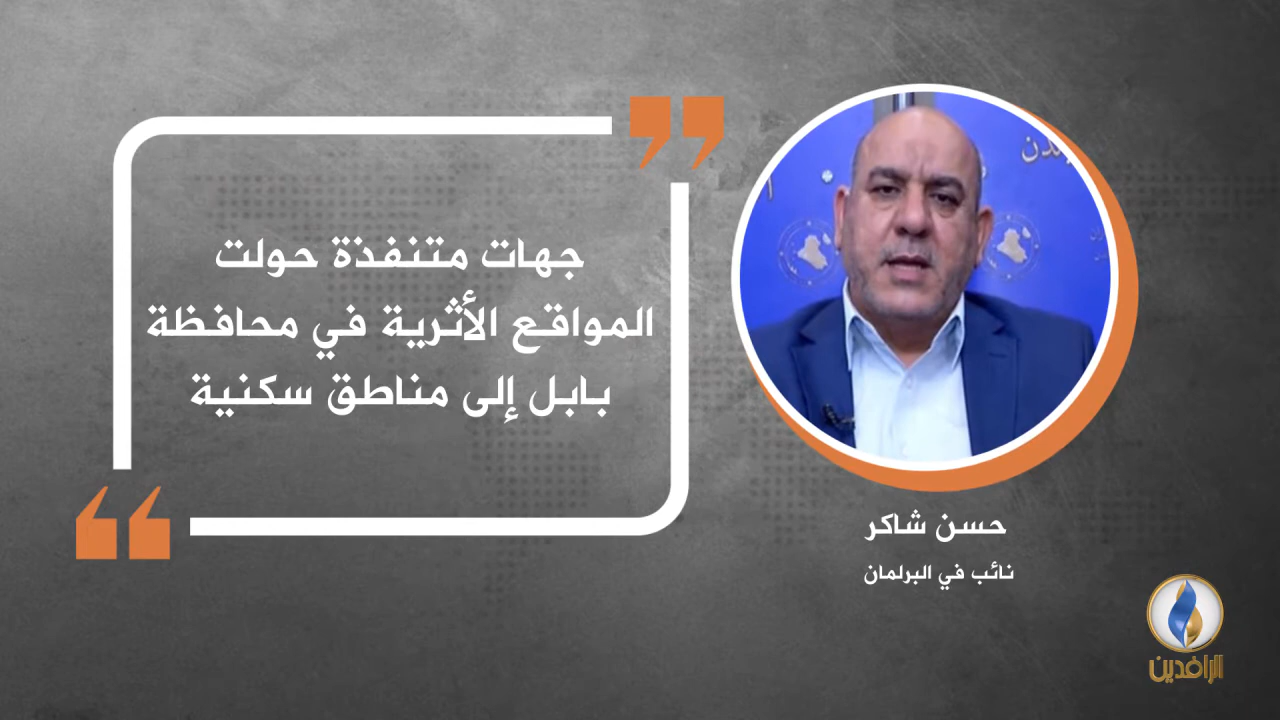 جهات متنفذة حولت
المواقع الأثرية في محافظة
بابل إلى مناطق سكنية
حسن شاكر
نائب في البرلمان
الرافدين